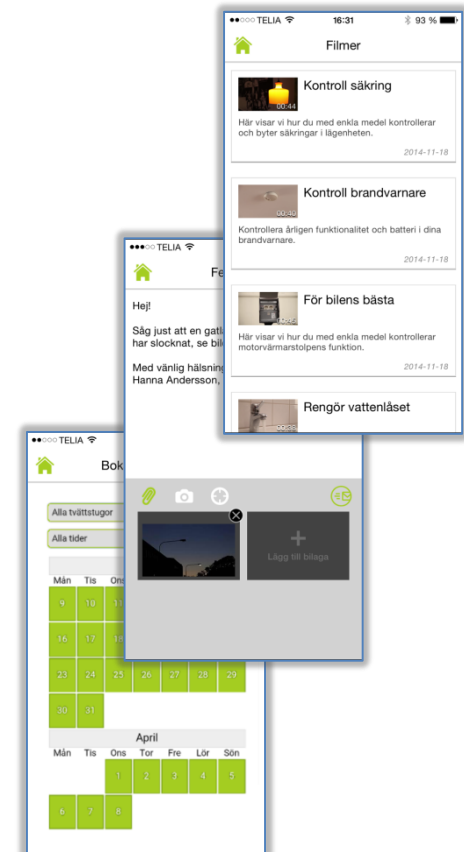 TELIA 16:31 93 %
Filmer
Kontroll säkring
00:44
Här visar vi hur du med enkla medel kontrollerar
och byter säkringar i lägenheten.
2014-11-18
Kontroll brandvarnare
00:40
Kontrollera årligen funktionalitet och batteri i dina
brandvarnare.
2014-11-18
För bilens bästa
Här visar vi hur du med enkla medel kontrollerar
motorvärmarstolpens funktion.
2014-11-18
Rengör vattenlåset
TELIA
Fe
Hej!
Såg just att en gatl
har slocknat, se bil
Med vänlig hälsning
Hanna Andersson,
Lägg till bilaga
TELIA
Bok
Alla tvättstugor
Alla tider
Mån Tis Ons
9 10 11
16 17 18
23 24 25 26 27 28 29
30 31
April
Mån Tis Ons Tor Fre Lör Sön
1 2 3 4 5
6 7 8